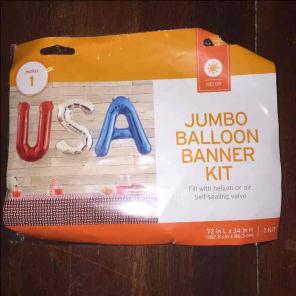 makes
1
DÉCOR
USA
JUMBO
BALLOON
BANNER
KIT
Fill with helium or air
Self-sealing valve
72 in L x 34 in H
1 KIT